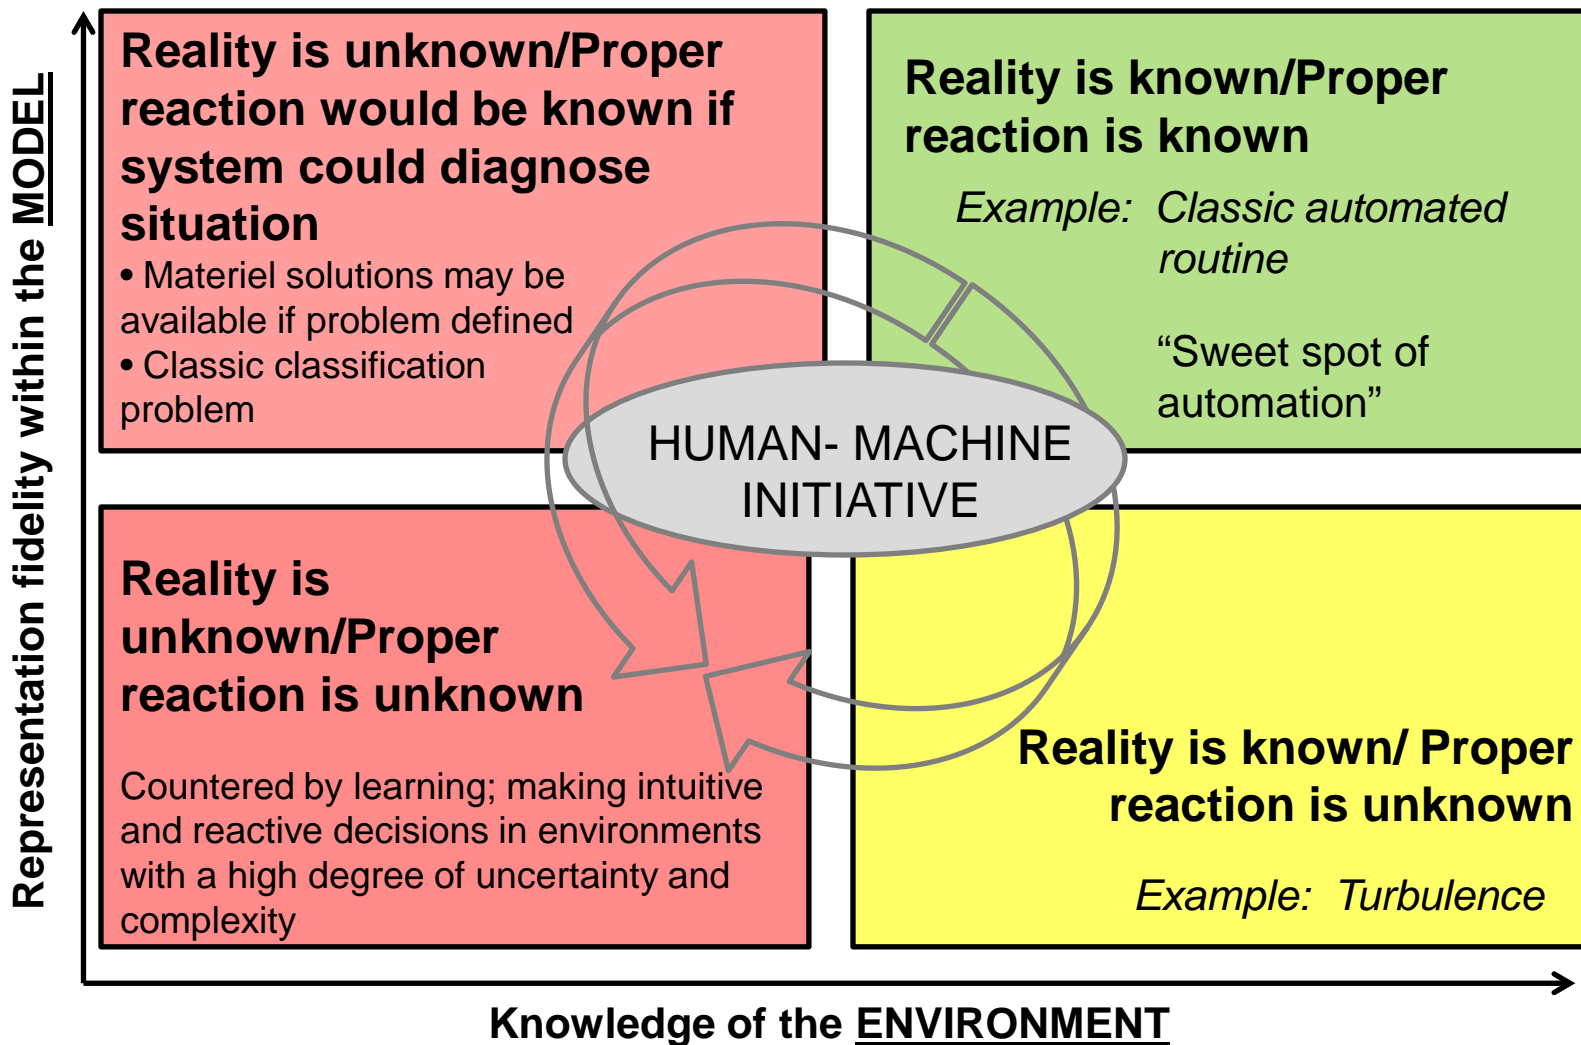 Representation fidelity within the MODEL
Reality is unknown/Proper
reaction would be known if
system could diagnose
situation
• Materiel solutions may be
available if problem defined
• Classic classification
problem
Reality is known/Proper
reaction is known
Example: Classic automated
routine
“Sweet spot of
automation”
HUMAN- MACHINE
INITIATIVE
Reality is
unknown/Proper
reaction is unknown
Countered by learning; making intuitive
and reactive decisions in environments
with a high degree of uncertainty and
complexity
Reality is known/ Proper
reaction is unknown
Example: Turbulence
Knowledge of the ENVIRONMENT